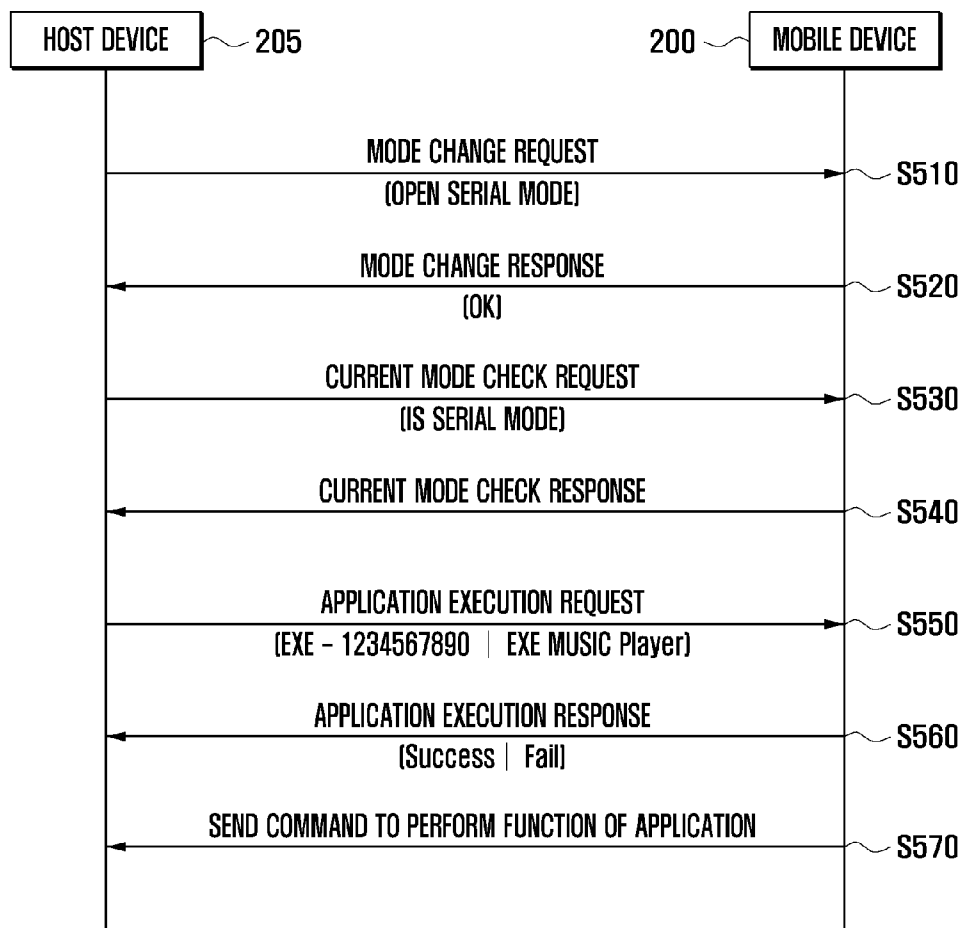 HOST DEVICE 205 200 MOBILE DEVICE
MODE CHANGE REQUEST
(OPEN SERIAL MODE)
S510
MODE CHANGE RESPONSE
(OK)
S520
CURRENT MODE CHECK REQUEST
(IS SERIAL MODE)
S530
CURRENT MODE CHECK RESPONSE
S540
APPLICATION EXECUTION REQUEST
(EXE – 1234567890 | EXE MUSIC Player)
S550
APPLICATION EXECUTION RESPONSE
(Success | Fail)
S560
SEND COMMAND TO PERFORM FUNCTION OF APPLICATION
S570